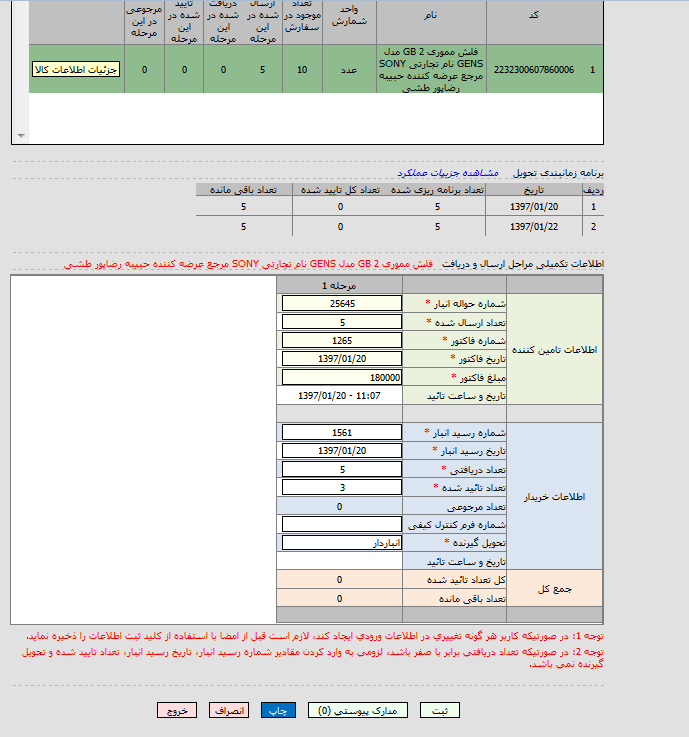 کد
نام
واحد شمارش
تعداد موجود در سفارش
ارسال شده در این مرحله
دریافت شده در این مرحله
تایید شده در این مرحله
مرجوعی در این مرحله
1
2232300607860006
فلش مموری 2 GB مدل
GENS نام تجارتی SONY
مرجع عرضه کننده حبیبه
رضاپور طشی
عدد
10
5
0
0
0
جزئیات اطلاعات کالا
برنامه زمانبندی تحویل مشاهده جزییات عملکرد
ردیف تاریخ تعداد برنامه ریزی شده تعداد کل تایید شده تعداد باقی مانده
1 1397/01/20 5 0 5
2 1397/01/22 5 0 5
اطلاعات تکمیلی مراحل ارسال و دریافت فلش مموری 2 GB مدل GENS نام تجارتی SONY مرجع عرضه کننده حبیبه رضاپور طشی
مرحله 1
اطلاعات تامین کننده
شماره حواله انبار * 25645
تعداد ارسال شده * 5
شماره فاکتور * 1265
تاریخ فاکتور * 1397/01/20
مبلغ فاکتور * 180000
تاریخ و ساعت تائید 1397/01/20 - 11:07
اطلاعات خریدار
شماره رسید انبار * 1561
تاریخ رسید انبار * 1397/01/20
تعداد دریافتی * 5
تعداد تائید شده * 3
تعداد مرجوعی 0
شماره فرم کنترل کیفی
تحویل گیرنده * انباردار
تاریخ و ساعت تائید
جمع کل
کل تعداد تائید شده 0
تعداد باقی مانده 0
توجه 1: در صورتیکه کاربر هر گونه تغییری در اطلاعات ورودی ایجاد کند، لازم است قبل از امضا با استفاده از کلید ثبت اطلاعات را ذخیره نماید.
توجه 2: در صورتیکه تعداد دریافتی برابر با صفر باشد، لزومی به وارد کردن مقادیر شماره رسید انبار، تاریخ رسید انبار، تعداد تایید شده و تحویل
گیرنده نمی باشد.
ثبت
مدارک پیوستی (0)
چاپ
انصراف
خروج